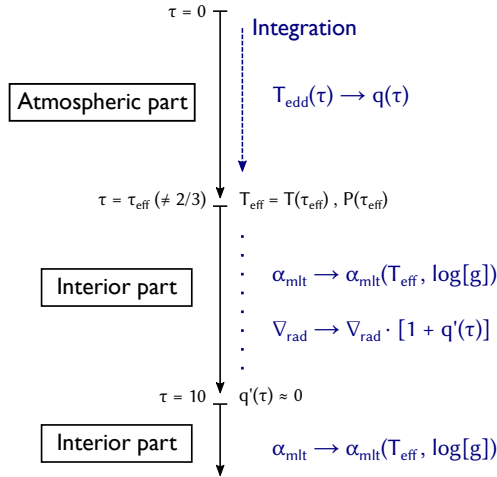 τ = 0
Integration
Atmospheric part
T_edd(τ) → q(τ)
τ = τ_eff (≠ 2/3) T_eff = T(τ_eff) , P(τ_eff)
Interior part
α_mlt → α_mlt(T_eff , log[g])
∇_rad → ∇_rad · [1 + q'(τ)]
τ = 10 q'(τ) ≈ 0
Interior part
α_mlt → α_mlt(T_eff , log[g])